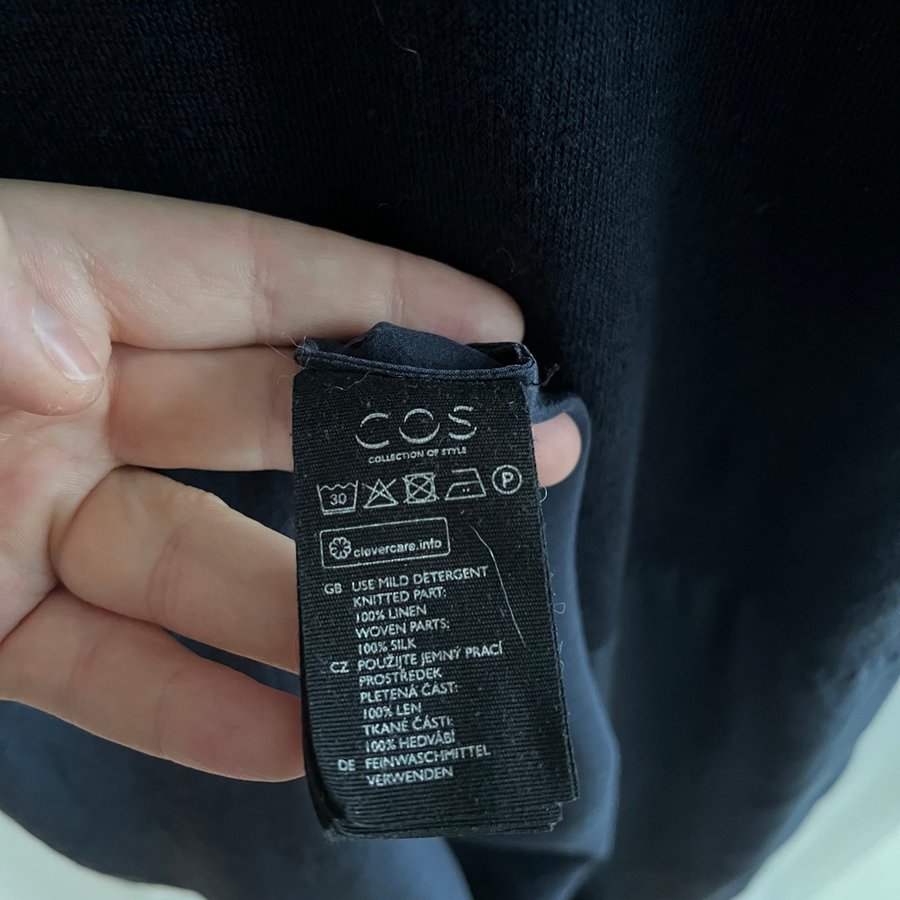 COS
COLLECTION OF STYLE
30 P
clevercare.info
GB USE MILD DETERGENT
KNITTED PART:
100% LINEN
WOVEN PARTS:
100% SILK
CZ POUŽIJTE JEMNÝ PRACÍ
PROSTŘEDEK
PLETENÁ ČÁST:
100% LEN
TKANÉ ČÁSTI:
100% HEDVÁBÍ
DE FEINWASCHMITTEL
VERWENDEN